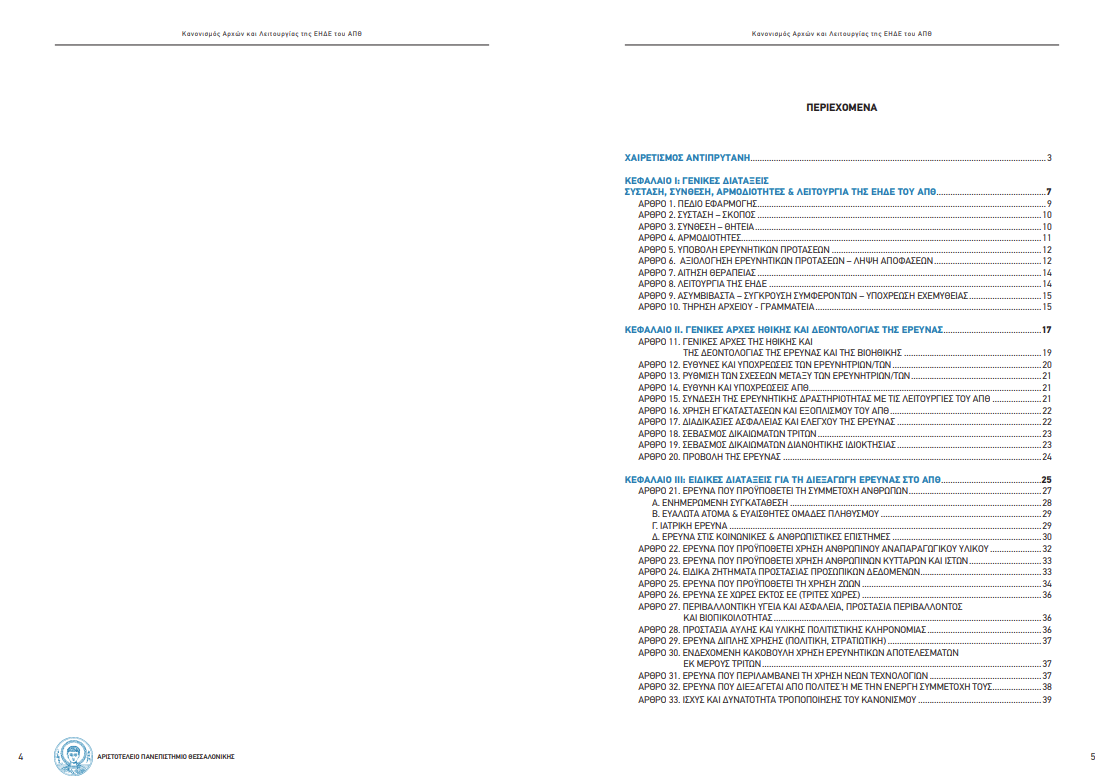 Κανονισμός Αρχών και Λειτουργίας της ΕΗΔΕ του ΑΠΘ
4
ΑΡΙΣΤΟΤΕΛΕΙΟ ΠΑΝΕΠΙΣΤΗΜΙΟ ΘΕΣΣΑΛΟΝΙΚΗΣ
Κανονισμός Αρχών και Λειτουργίας της ΕΗΔΕ του ΑΠΘ
ΠΕΡΙΕΧΟΜΕΝΑ
ΧΑΙΡΕΤΙΣΜΟΣ ΑΝΤΙΠΡΥΤΑΝΗ 3
ΚΕΦΑΛΑΙΟ Ι: ΓΕΝΙΚΕΣ ΔΙΑΤΑΞΕΙΣ
ΣΥΣΤΑΣΗ, ΣΥΝΘΕΣΗ, ΑΡΜΟΔΙΟΤΗΤΕΣ & ΛΕΙΤΟΥΡΓΙΑ ΤΗΣ ΕΗΔΕ ΤΟΥ ΑΠΘ 7
ΑΡΘΡΟ 1. ΠΕΔΙΟ ΕΦΑΡΜΟΓΗΣ 9
ΑΡΘΡΟ 2. ΣΥΣΤΑΣΗ – ΣΚΟΠΟΣ 10
ΑΡΘΡΟ 3. ΣΥΝΘΕΣΗ – ΘΗΤΕΙΑ 10
ΑΡΘΡΟ 4. ΑΡΜΟΔΙΟΤΗΤΕΣ 11
ΑΡΘΡΟ 5. ΥΠΟΒΟΛΗ ΕΡΕΥΝΗΤΙΚΩΝ ΠΡΟΤΑΣΕΩΝ 12
ΑΡΘΡΟ 6. ΑΞΙΟΛΟΓΗΣΗ ΕΡΕΥΝΗΤΙΚΩΝ ΠΡΟΤΑΣΕΩΝ – ΛΗΨΗ ΑΠΟΦΑΣΕΩΝ 12
ΑΡΘΡΟ 7. ΑΙΤΗΣΗ ΘΕΡΑΠΕΙΑΣ 14
ΑΡΘΡΟ 8. ΛΕΙΤΟΥΡΓΙΑ ΤΗΣ ΕΗΔΕ 14
ΑΡΘΡΟ 9. ΑΣΥΜΒΙΒΑΣΤΑ – ΣΥΓΚΡΟΥΣΗ ΣΥΜΦΕΡΟΝΤΩΝ – ΥΠΟΧΡΕΩΣΗ ΕΧΕΜΥΘΕΙΑΣ 15
ΑΡΘΡΟ 10. ΤΗΡΗΣΗ ΑΡΧΕΙΟΥ - ΓΡΑΜΜΑΤΕΙΑ 15
ΚΕΦΑΛΑΙΟ ΙΙ. ΓΕΝΙΚΕΣ ΑΡΧΕΣ ΗΘΙΚΗΣ ΚΑΙ ΔΕΟΝΤΟΛΟΓΙΑΣ ΤΗΣ ΕΡΕΥΝΑΣ 17
ΑΡΘΡΟ 11. ΓΕΝΙΚΕΣ ΑΡΧΕΣ ΤΗΣ ΗΘΙΚΗΣ ΚΑΙ
ΤΗΣ ΔΕΟΝΤΟΛΟΓΙΑΣ ΤΗΣ ΕΡΕΥΝΑΣ ΚΑΙ ΤΗΣ ΒΙΟΗΘΙΚΗΣ 19
ΑΡΘΡΟ 12. ΕΥΘΥΝΕΣ ΚΑΙ ΥΠΟΧΡΕΩΣΕΙΣ ΤΩΝ ΕΡΕΥΝΗΤΡΙΩΝ/ΤΩΝ 20
ΑΡΘΡΟ 13. ΡΥΘΜΙΣΗ ΤΩΝ ΣΧΕΣΕΩΝ ΜΕΤΑΞΥ ΤΩΝ ΕΡΕΥΝΗΤΡΙΩΝ/ΤΩΝ 21
ΑΡΘΡΟ 14. ΕΥΘΥΝΗ ΚΑΙ ΥΠΟΧΡΕΩΣΕΙΣ ΑΠΘ 21
ΑΡΘΡΟ 15. ΣΥΝΔΕΣΗ ΤΗΣ ΕΡΕΥΝΗΤΙΚΗΣ ΔΡΑΣΤΗΡΙΟΤΗΤΑΣ ΜΕ ΤΙΣ ΛΕΙΤΟΥΡΓΙΕΣ ΤΟΥ ΑΠΘ 21
ΑΡΘΡΟ 16. ΧΡΗΣΗ ΕΓΚΑΤΑΣΤΑΣΕΩΝ ΚΑΙ ΕΞΟΠΛΙΣΜΟΥ ΤΟΥ ΑΠΘ 22
ΑΡΘΡΟ 17. ΔΙΑΔΙΚΑΣΙΕΣ ΑΣΦΑΛΕΙΑΣ ΚΑΙ ΕΛΕΓΧΟΥ ΤΗΣ ΕΡΕΥΝΑΣ 22
ΑΡΘΡΟ 18. ΣΕΒΑΣΜΟΣ ΔΙΚΑΙΩΜΑΤΩΝ ΤΡΙΤΩΝ 23
ΑΡΘΡΟ 19. ΣΕΒΑΣΜΟΣ ΔΙΚΑΙΩΜΑΤΩΝ ΔΙΑΝΟΗΤΙΚΗΣ ΙΔΙΟΚΤΗΣΙΑΣ 23
ΑΡΘΡΟ 20. ΠΡΟΒΟΛΗ ΤΗΣ ΕΡΕΥΝΑΣ 24
ΚΕΦΑΛΑΙΟ ΙΙΙ: ΕΙΔΙΚΕΣ ΔΙΑΤΑΞΕΙΣ ΓΙΑ ΤΗ ΔΙΕΞΑΓΩΓΗ ΕΡΕΥΝΑΣ ΣΤΟ ΑΠΘ 25
ΑΡΘΡΟ 21. ΕΡΕΥΝΑ ΠΟΥ ΠΡΟΫΠΟΘΕΤΕΙ ΤΗ ΣΥΜΜΕΤΟΧΗ ΑΝΘΡΩΠΩΝ 27
Α. ΕΝΗΜΕΡΩΜΕΝΗ ΣΥΓΚΑΤΑΘΕΣΗ 28
Β. ΕΥΑΛΩΤΑ ΑΤΟΜΑ & ΕΥΑΙΣΘΗΤΕΣ ΟΜΑΔΕΣ ΠΛΗΘΥΣΜΟΥ 29
Γ. ΙΑΤΡΙΚΗ ΕΡΕΥΝΑ 29
Δ. ΕΡΕΥΝΑ ΣΤΙΣ ΚΟΙΝΩΝΙΚΕΣ & ΑΝΘΡΩΠΙΣΤΙΚΕΣ ΕΠΙΣΤΗΜΕΣ 30
ΑΡΘΡΟ 22. ΕΡΕΥΝΑ ΠΟΥ ΠΡΟΫΠΟΘΕΤΕΙ ΧΡΗΣΗ ΑΝΘΡΩΠΙΝΟΥ ΑΝΑΠΑΡΑΓΩΓΙΚΟΥ ΥΛΙΚΟΥ 32
ΑΡΘΡΟ 23. ΕΡΕΥΝΑ ΠΟΥ ΠΡΟΫΠΟΘΕΤΕΙ ΧΡΗΣΗ ΑΝΘΡΩΠΙΝΩΝ ΚΥΤΤΑΡΩΝ ΚΑΙ ΙΣΤΩΝ 33
ΑΡΘΡΟ 24. ΕΙΔΙΚΑ ΖΗΤΗΜΑΤΑ ΠΡΟΣΤΑΣΙΑΣ ΠΡΟΣΩΠΙΚΩΝ ΔΕΔΟΜΕΝΩΝ 33
ΑΡΘΡΟ 25. ΕΡΕΥΝΑ ΠΟΥ ΠΡΟΫΠΟΘΕΤΕΙ ΤΗ ΧΡΗΣΗ ΖΩΩΝ 34
ΑΡΘΡΟ 26. ΕΡΕΥΝΑ ΣΕ ΧΩΡΕΣ ΕΚΤΟΣ ΕΕ (ΤΡΙΤΕΣ ΧΩΡΕΣ) 36
ΑΡΘΡΟ 27. ΠΕΡΙΒΑΛΛΟΝΤΙΚΗ ΥΓΕΙΑ ΚΑΙ ΑΣΦΑΛΕΙΑ, ΠΡΟΣΤΑΣΙΑ ΠΕΡΙΒΑΛΛΟΝΤΟΣ
ΚΑΙ ΒΙΟΠΙΚΟΙΛΟΤΗΤΑΣ 36
ΑΡΘΡΟ 28. ΠΡΟΣΤΑΣΙΑ ΑΥΛΗΣ ΚΑΙ ΥΛΙΚΗΣ ΠΟΛΙΤΙΣΤΙΚΗΣ ΚΛΗΡΟΝΟΜΙΑΣ 36
ΑΡΘΡΟ 29. ΕΡΕΥΝΑ ΔΙΠΛΗΣ ΧΡΗΣΗΣ (ΠΟΛΙΤΙΚΗ, ΣΤΡΑΤΙΩΤΙΚΗ) 37
ΑΡΘΡΟ 30. ΕΝΔΕΧΟΜΕΝΗ ΚΑΚΟΒΟΥΛΗ ΧΡΗΣΗ ΕΡΕΥΝΗΤΙΚΩΝ ΑΠΟΤΕΛΕΣΜΑΤΩΝ
ΕΚ ΜΕΡΟΥΣ ΤΡΙΤΩΝ 37
ΑΡΘΡΟ 31. ΕΡΕΥΝΑ ΠΟΥ ΠΕΡΙΛΑΜΒΑΝΕΙ ΤΗ ΧΡΗΣΗ ΝΕΩΝ ΤΕΧΝΟΛΟΓΙΩΝ 37
ΑΡΘΡΟ 32. ΕΡΕΥΝΑ ΠΟΥ ΔΙΕΞΑΓΕΤΑΙ ΑΠΟ ΠΟΛΙΤΕΣ Ή ΜΕ ΤΗΝ ΕΝΕΡΓΗ ΣΥΜΜΕΤΟΧΗ ΤΟΥΣ 38
ΑΡΘΡΟ 33. ΙΣΧΥΣ ΚΑΙ ΔΥΝΑΤΟΤΗΤΑ ΤΡΟΠΟΠΟΙΗΣΗΣ ΤΟΥ ΚΑΝΟΝΙΣΜΟΥ 39
5